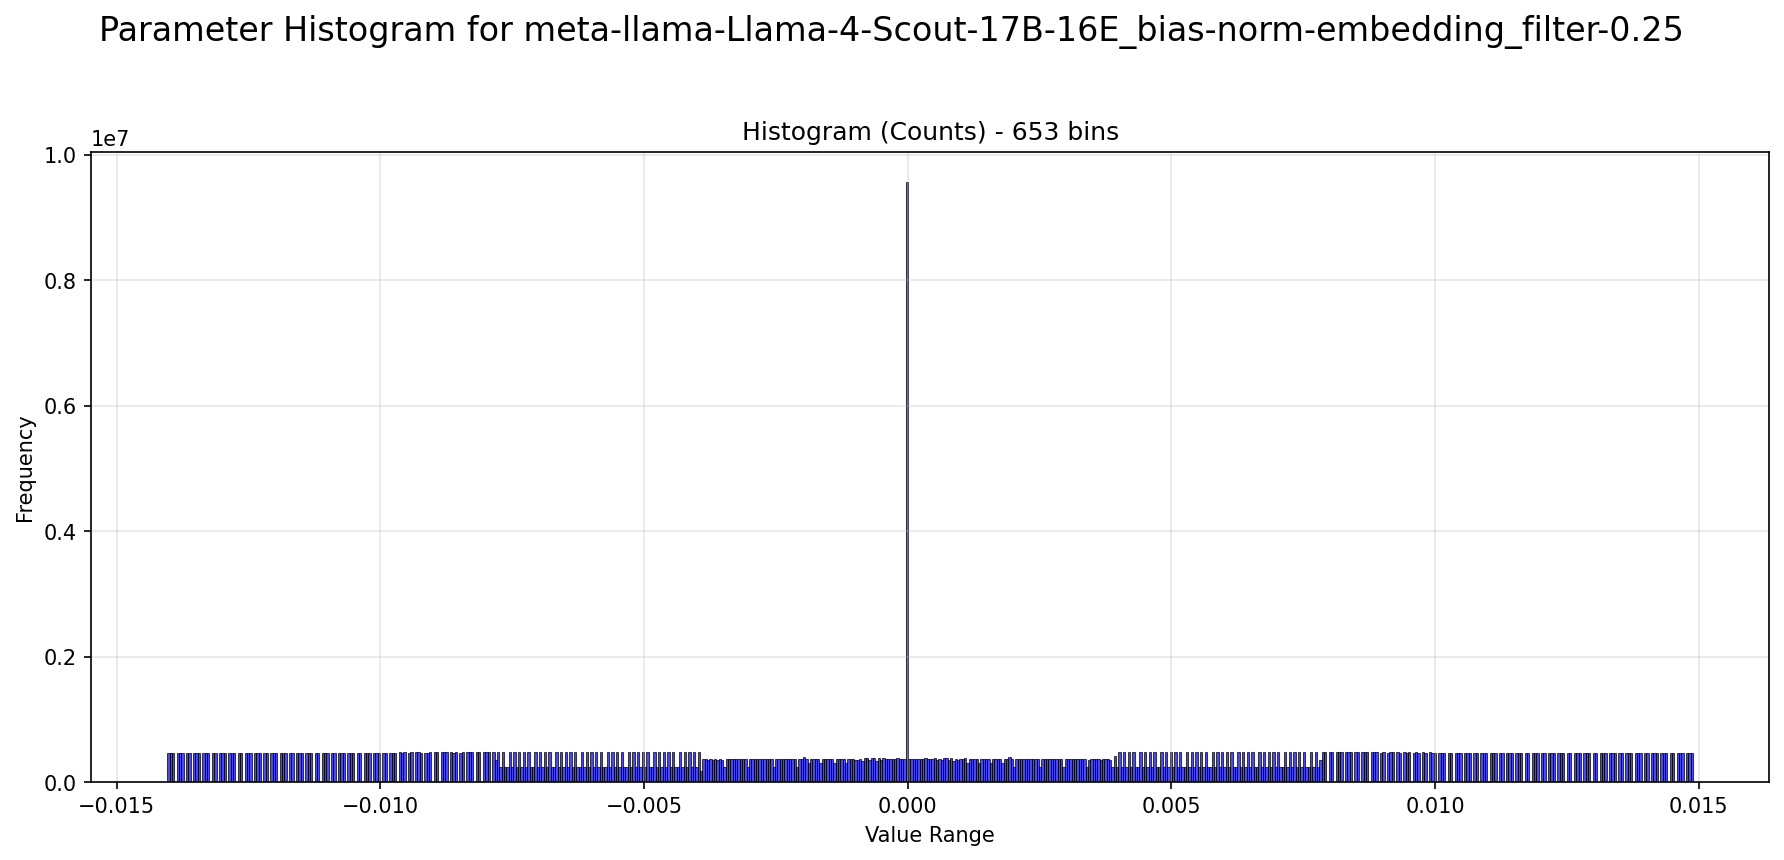 Parameter Histogram for meta-llama-Llama-4-Scout-17B-16E_bias-norm-embedding_filter-0.25
Histogram (Counts) - 653 bins
1e7
1.0
0.8
0.6
0.4
0.2
0.0
Frequency
−0.015 −0.010 −0.005 0.000 0.005 0.010 0.015
Value Range